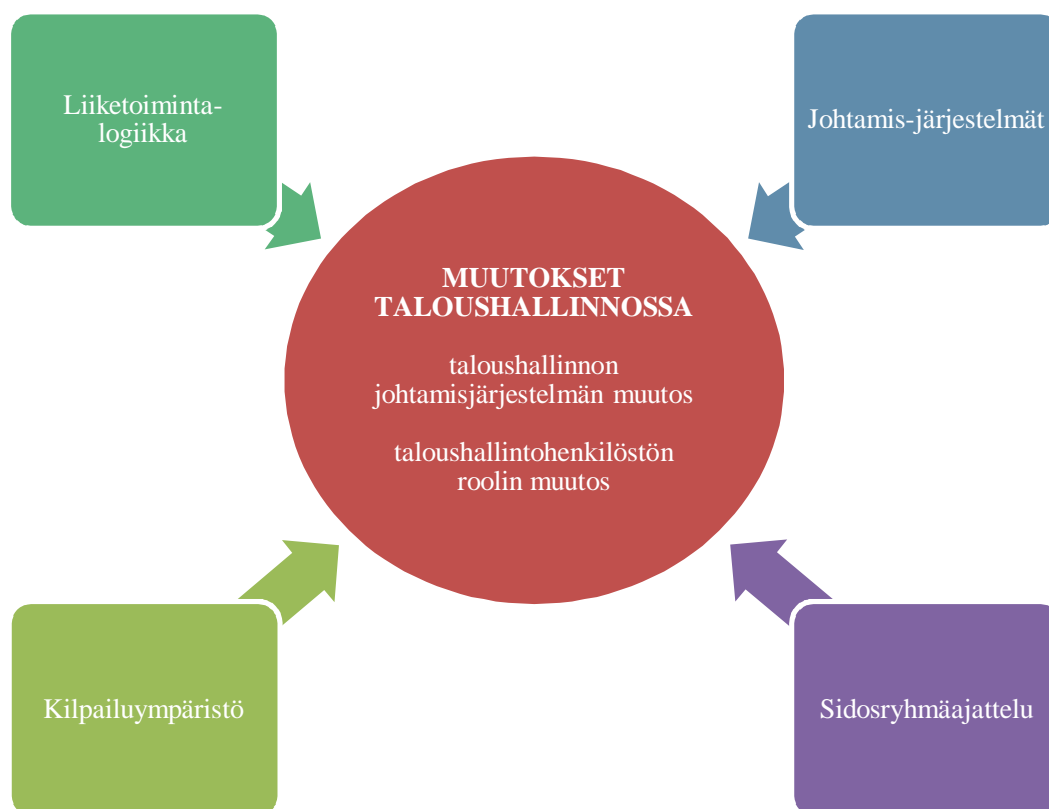 Liiketoiminta-
logiikka
Johtamis-järjestelmät
MUUTOKSET
TALOUSHALLINNOSSA
taloushallinnon
johtamisjärjestelmän muutos
taloushallintohenkilöstön
roolin muutos
Kilpailuympäristö
Sidosryhmäajattelu